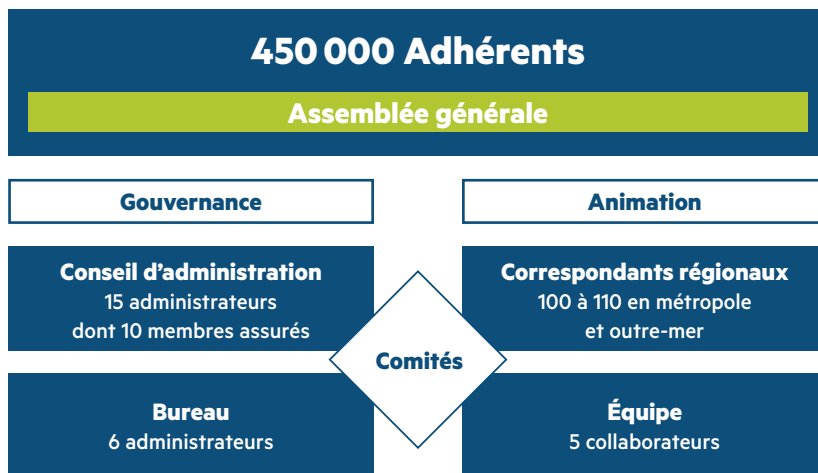 450 000 Adhérents
Assemblée générale
Gouvernance
Animation
Conseil d’administration
15 administrateurs
dont 10 membres assurés
Correspondants régionaux
100 à 110 en métropole
et outre-mer
Comités
Bureau
6 administrateurs
Équipe
5 collaborateurs